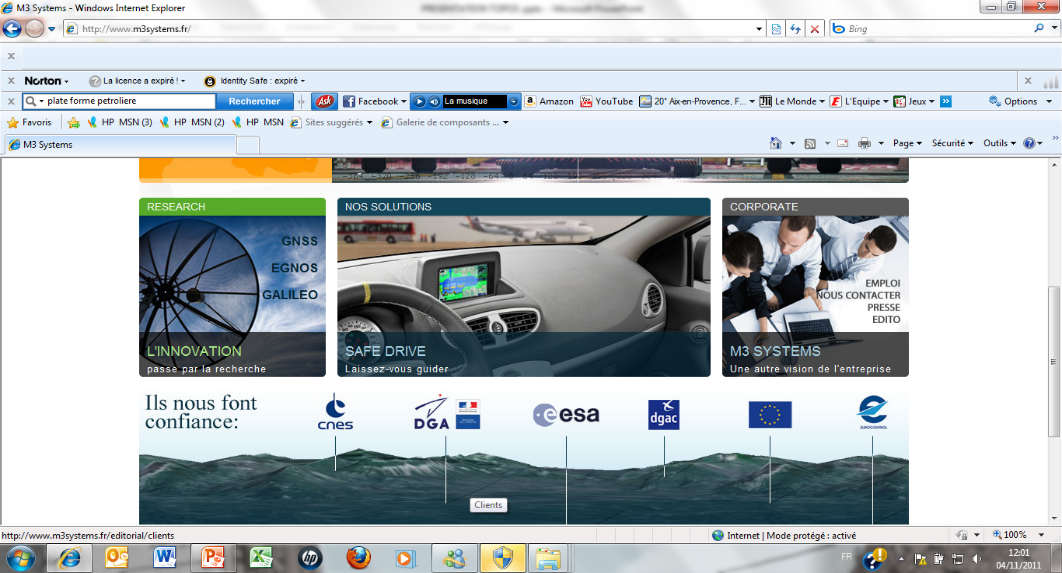 M3 Systems - Windows Internet Explorer
http://www.m3systems.fr/
Bing
Norton
La licence a expiré !
Identity Safe : expiré
plate forme petroliere
Rechercher
Ask
Facebook
La musique
Amazon
YouTube
20° Aix-en-Provence, F...
Le Monde
L'Equipe
Jeux
Options
Favoris
HP MSN (3)
HP MSN (2)
HP MSN
Sites suggérés
Galerie de composants ...
M3 Systems
Page
Sécurité
Outils
RESEARCH
GNSS
EGNOS
GALILEO
L'INNOVATION
passe par la recherche
NOS SOLUTIONS
SAFE DRIVE
Laissez-vous guider
CORPORATE
EMPLOI
NOUS CONTACTER
PRESSE
EDITO
M3 SYSTEMS
Une autre vision de l'entreprise
Ils nous font
confiance:
cnes
DGA
esa
dgac
EUROCONTROL
Clients
http://www.m3systems.fr/editorial/clients
Internet | Mode protégé : activé
100%
FR
12:01
04/11/2011